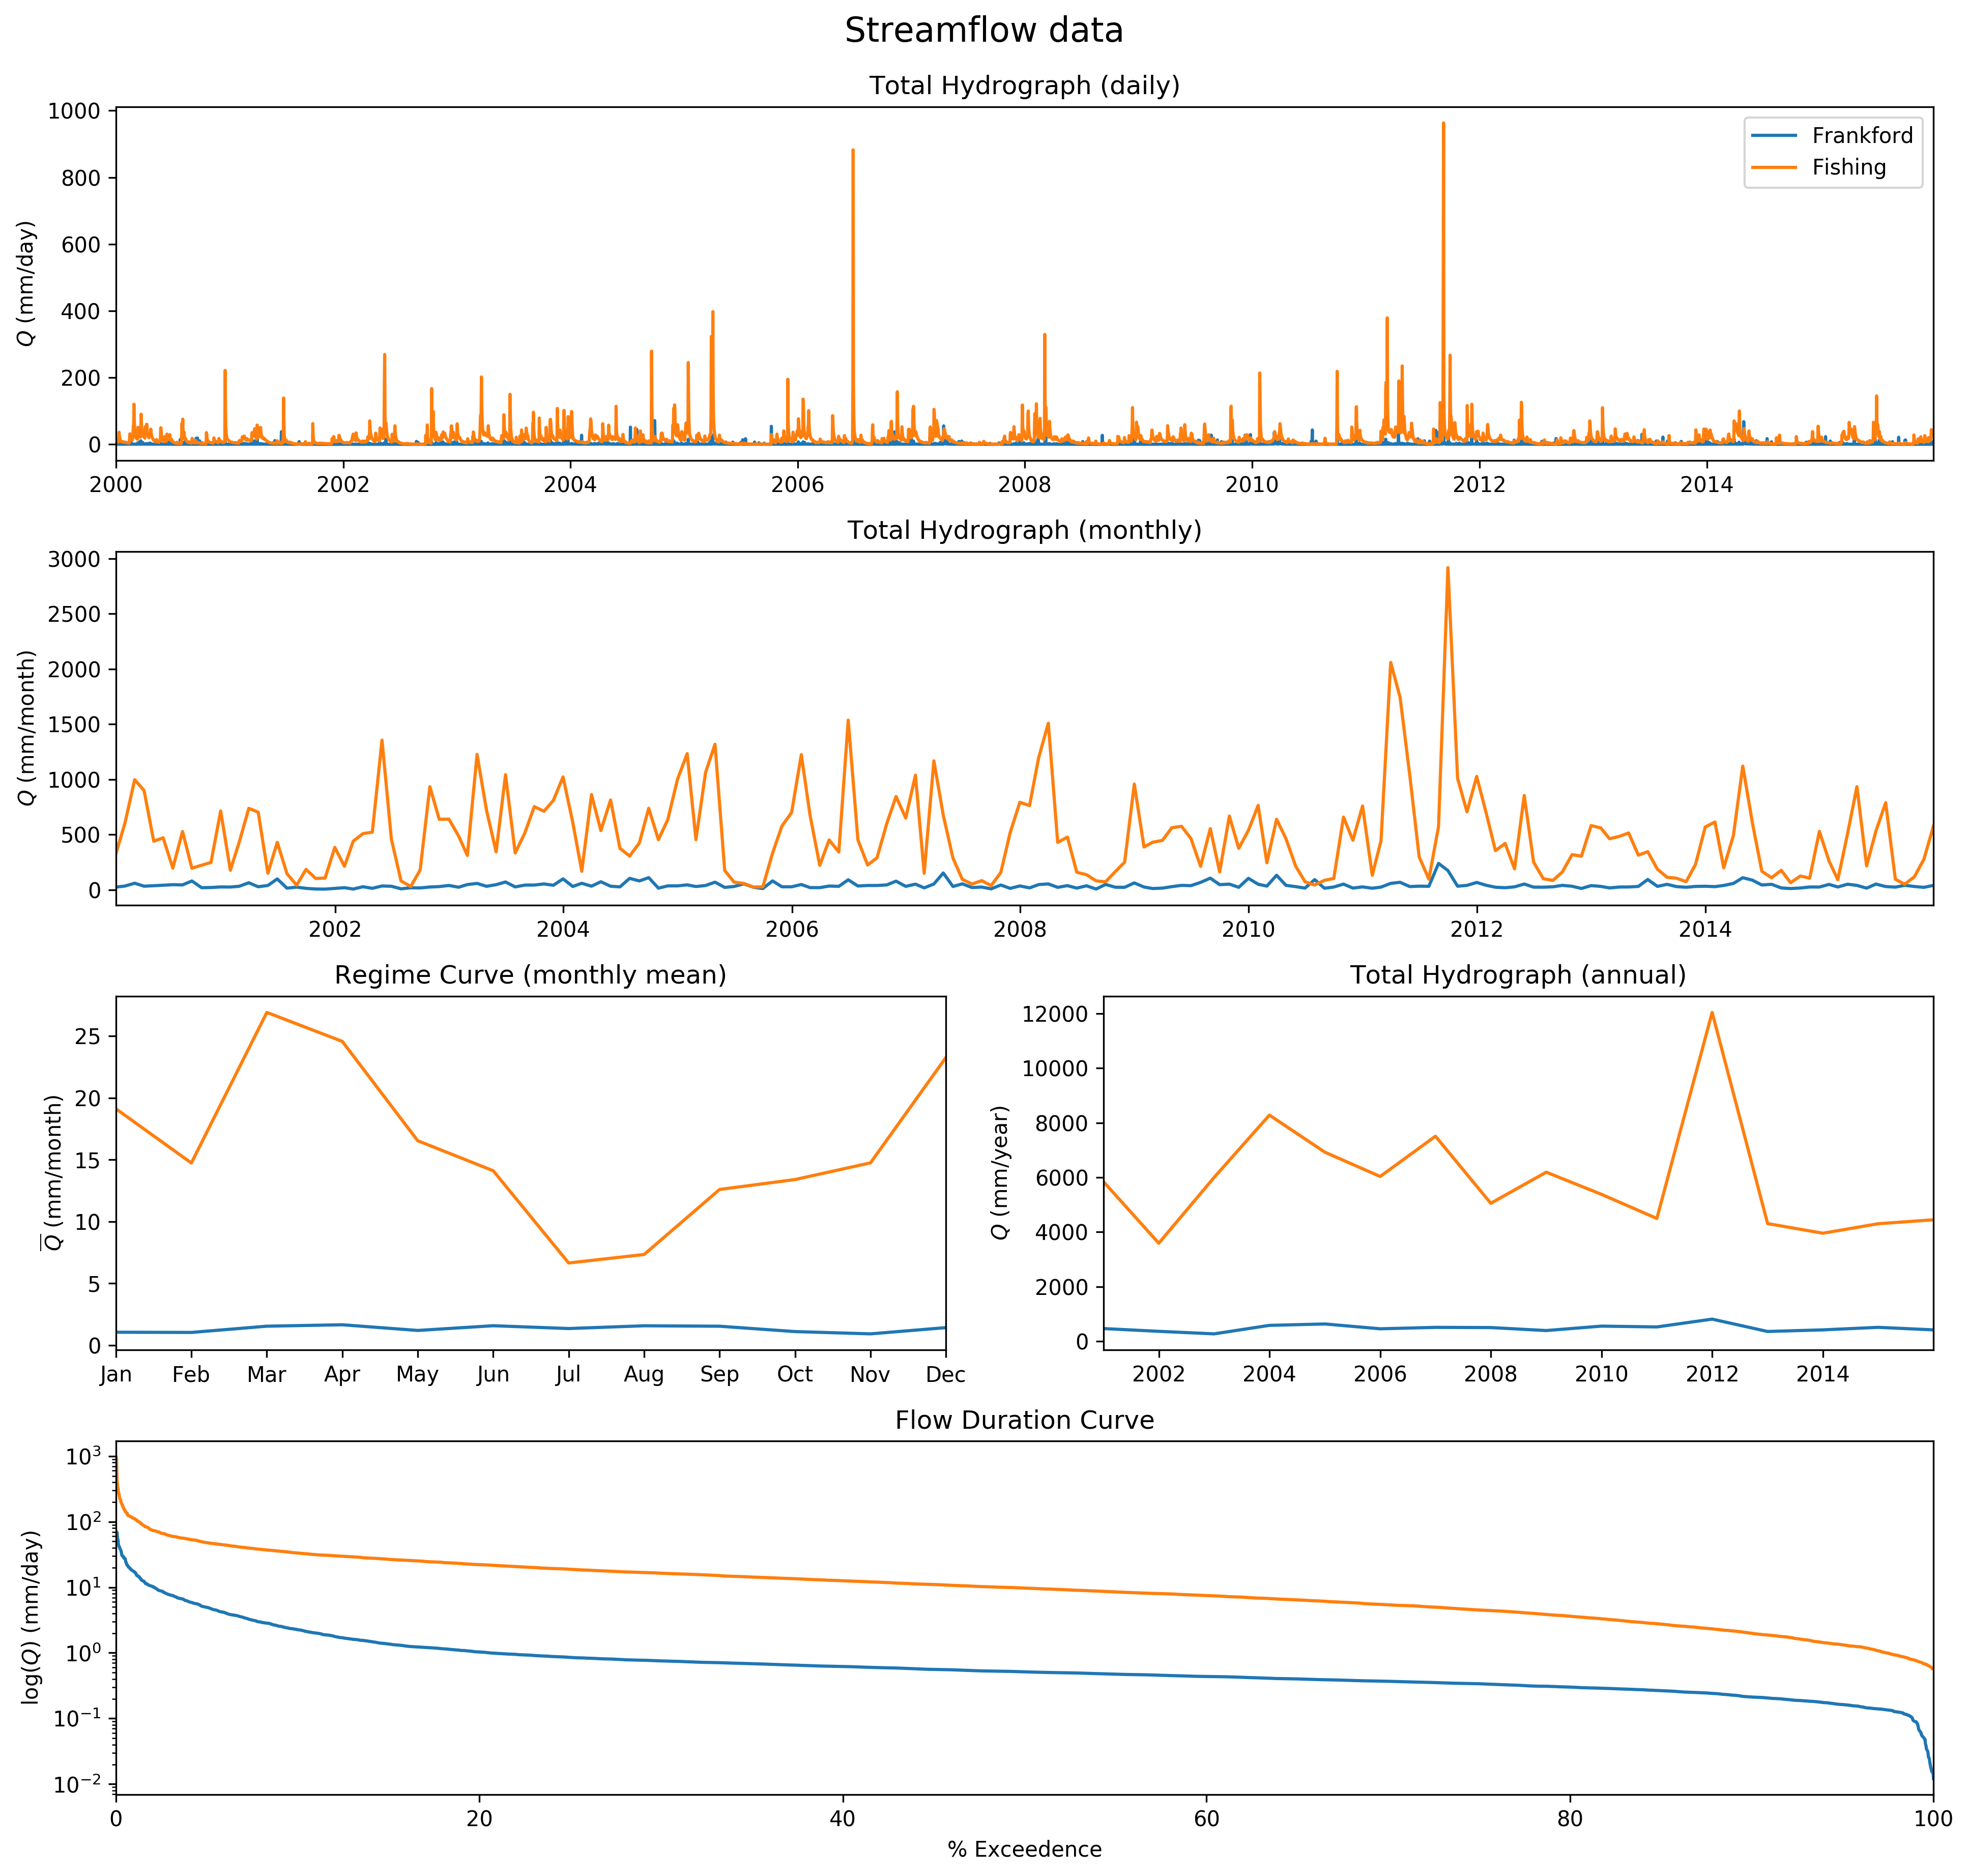 Streamflow data
Total Hydrograph (daily)
Q (mm/day)
1000
800
600
400
200
0
Frankford
Fishing
2000 2002 2004 2006 2008 2010 2012 2014
Total Hydrograph (monthly)
Q (mm/month)
3000
2500
2000
1500
1000
500
0
2002 2004 2006 2008 2010 2012 2014
Regime Curve (monthly mean)
Q̅ (mm/month)
25
20
15
10
5
0
Jan Feb Mar Apr May Jun Jul Aug Sep Oct Nov Dec
Total Hydrograph (annual)
Q (mm/year)
12000
10000
8000
6000
4000
2000
0
2002 2004 2006 2008 2010 2012 2014
Flow Duration Curve
log(Q) (mm/day)
10³
10²
10¹
10⁰
10⁻¹
10⁻²
0 20 40 60 80 100
% Exceedence